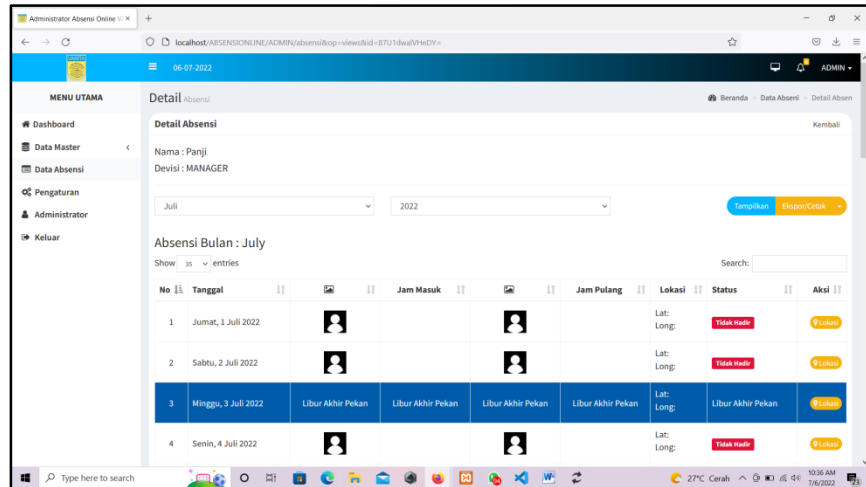 Administrator Absensi Online
localhost/ABSENSIONLINE/ADMIN/absensi&op=views&id=87U1dwalVHeDY=
06-07-2022
ADMIN
MENU UTAMA
Dashboard
Data Master
Data Absensi
Pengaturan
Administrator
Keluar
Detail Absensi
Beranda > Data Abseni > Detail Absen
Detail Absensi
Kembali
Nama : Panji
Devisi : MANAGER
Juli
2022
Tampilkan
Ekspor/Cetak
Absensi Bulan : July
Show 35 entries
Search:
No Tanggal Jam Masuk Jam Pulang Lokasi Status Aksi
1 Jumat, 1 Juli 2022 Lat: Long: Tidak Hadir Lokasi
2 Sabtu, 2 Juli 2022 Lat: Long: Tidak Hadir Lokasi
3 Minggu, 3 Juli 2022 Libur Akhir Pekan Libur Akhir Pekan Libur Akhir Pekan Libur Akhir Pekan Lat: Long: Libur Akhir Pekan Lokasi
4 Senin, 4 Juli 2022 Lat: Long: Tidak Hadir Lokasi
Type here to search
27°C Cerah
10:36 AM
7/6/2022